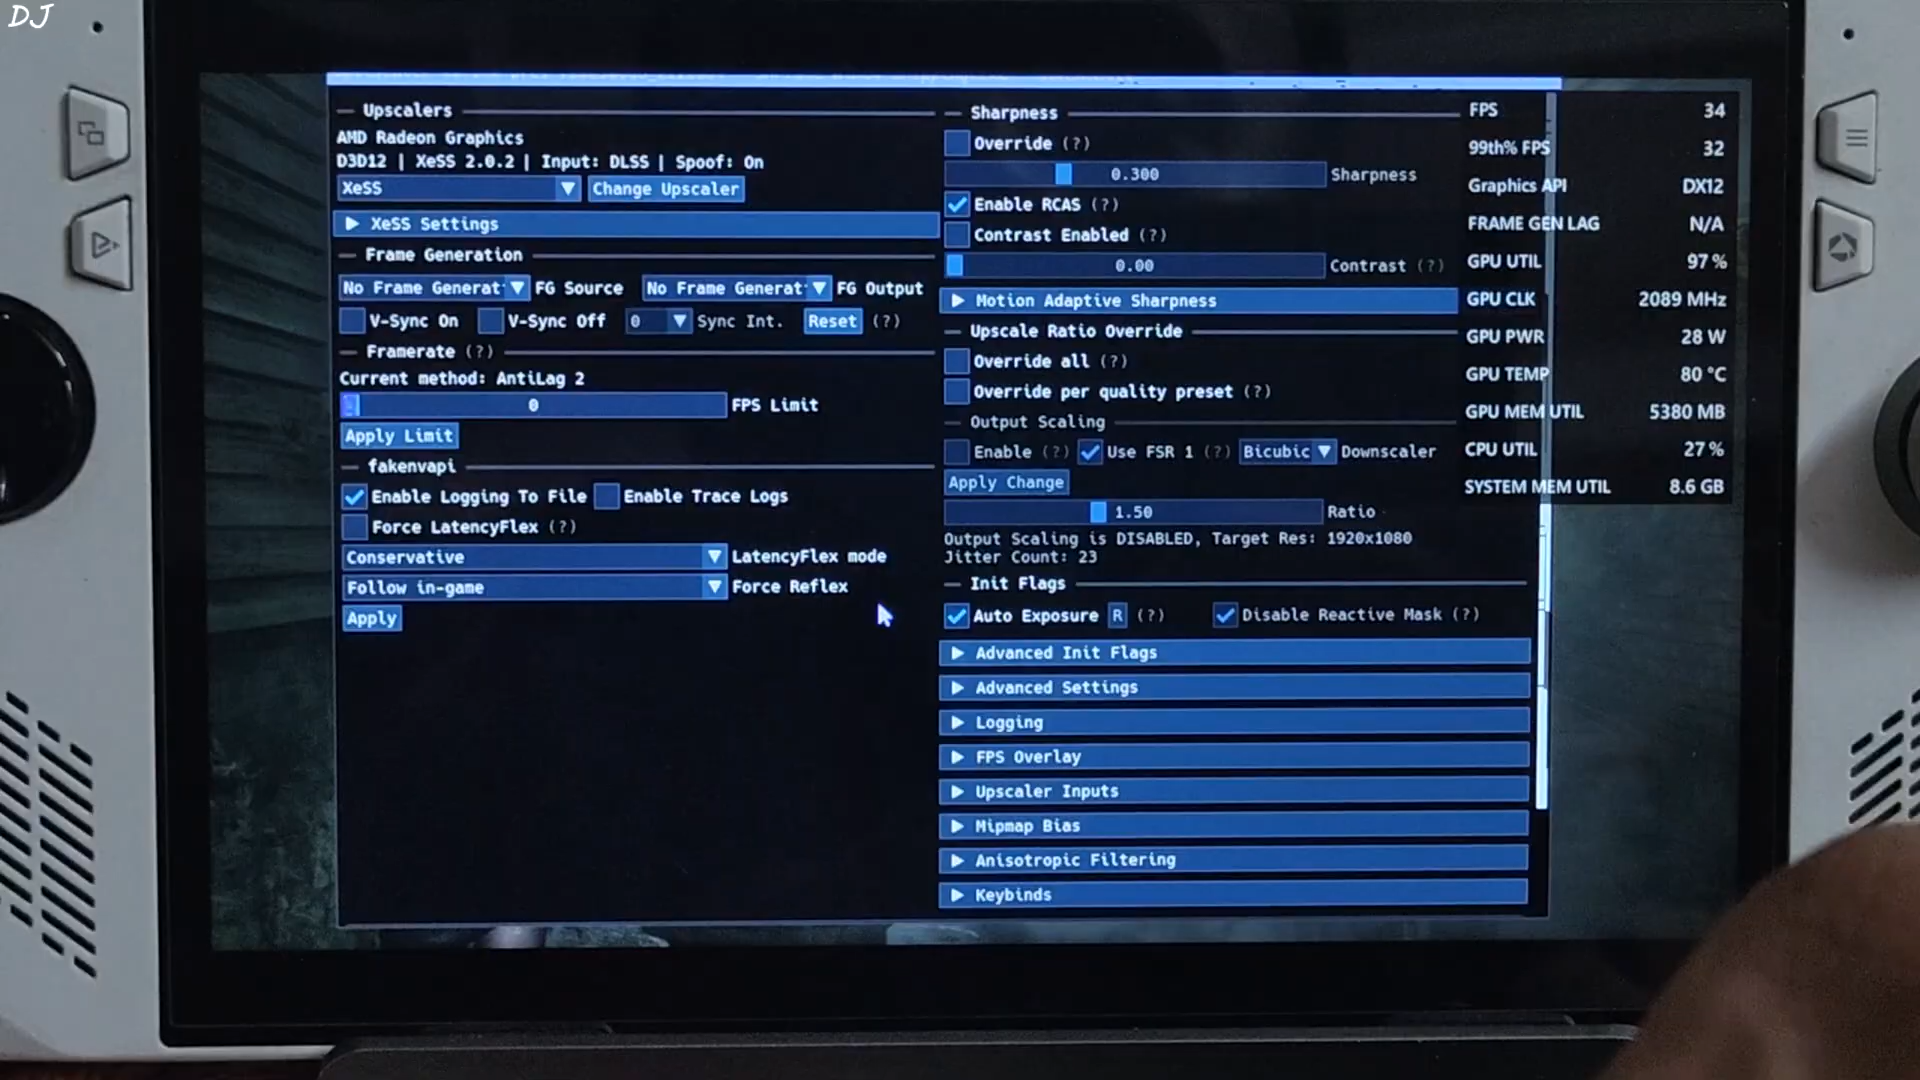 DJ
Upscalers
AMD Radeon Graphics
D3D12 | XeSS 2.0.2 | Input: DLSS | Spoof: On
XeSS Change Upscaler
XeSS Settings
Frame Generation
No Frame Generat FG Source No Frame Generat FG Output
V-Sync On V-Sync Off 0 Sync Int. Reset (?)
Framerate (?)
Current method: AntiLag 2
0 FPS Limit
Apply Limit
fakenvapi
Enable Logging To File Enable Trace Logs
Force LatencyFlex (?)
Conservative LatencyFlex mode
Follow in-game Force Reflex
Apply
Sharpness
Override (?)
0.300 Sharpness
Enable RCAS (?)
Contrast Enabled (?)
0.00 Contrast (?)
Motion Adaptive Sharpness
Upscale Ratio Override
Override all (?)
Override per quality preset (?)
Output Scaling
Enable (?) Use FSR 1 (?) Bicubic Downscaler
Apply Change
1.50 Ratio
Output Scaling is DISABLED, Target Res: 1920x1080
Jitter Count: 23
Init Flags
Auto Exposure R (?) Disable Reactive Mask (?)
Advanced Init Flags
Advanced Settings
Logging
FPS Overlay
Upscaler Inputs
Mipmap Bias
Anisotropic Filtering
Keybinds
FPS 34
99th% FPS 32
Graphics API DX12
FRAME GEN LAG N/A
GPU UTIL 97 %
GPU CLK 2089 MHz
GPU PWR 28 W
GPU TEMP 80 °C
GPU MEM UTIL 5380 MB
CPU UTIL 27 %
SYSTEM MEM UTIL 8.6 GB